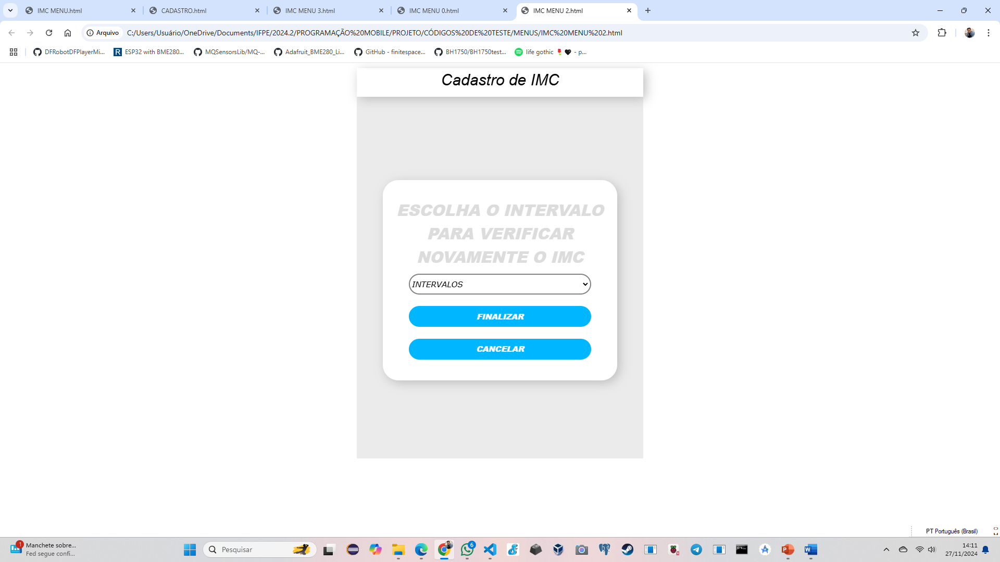 IMC MENU.html
CADASTRO.html
IMC MENU 3.html
IMC MENU 0.html
IMC MENU 2.html
Arquivo
C:/Users/Usuário/OneDrive/Documents/IFPE/2024.2/PROGRAMAÇÃO%20MOBILE/PROJETO/CÓDIGOS%20DE%20TESTE/MENUS/IMC%20MENU%202.html
DFRobotDFPlayerMi...
R ESP32 with BME280...
MQSensorsLib/MQ-...
Adafruit_BME280_Li...
GitHub - finitespace...
BH1750/BH1750test...
life gothic 🌹🖤 - p...
Cadastro de IMC
ESCOLHA O INTERVALO
PARA VERIFICAR
NOVAMENTE O IMC
INTERVALOS
FINALIZAR
CANCELAR
PT Português (Brasil)
1
Manchete sobre...
Fed segue confi...
Pesquisar
6
14:11
27/11/2024